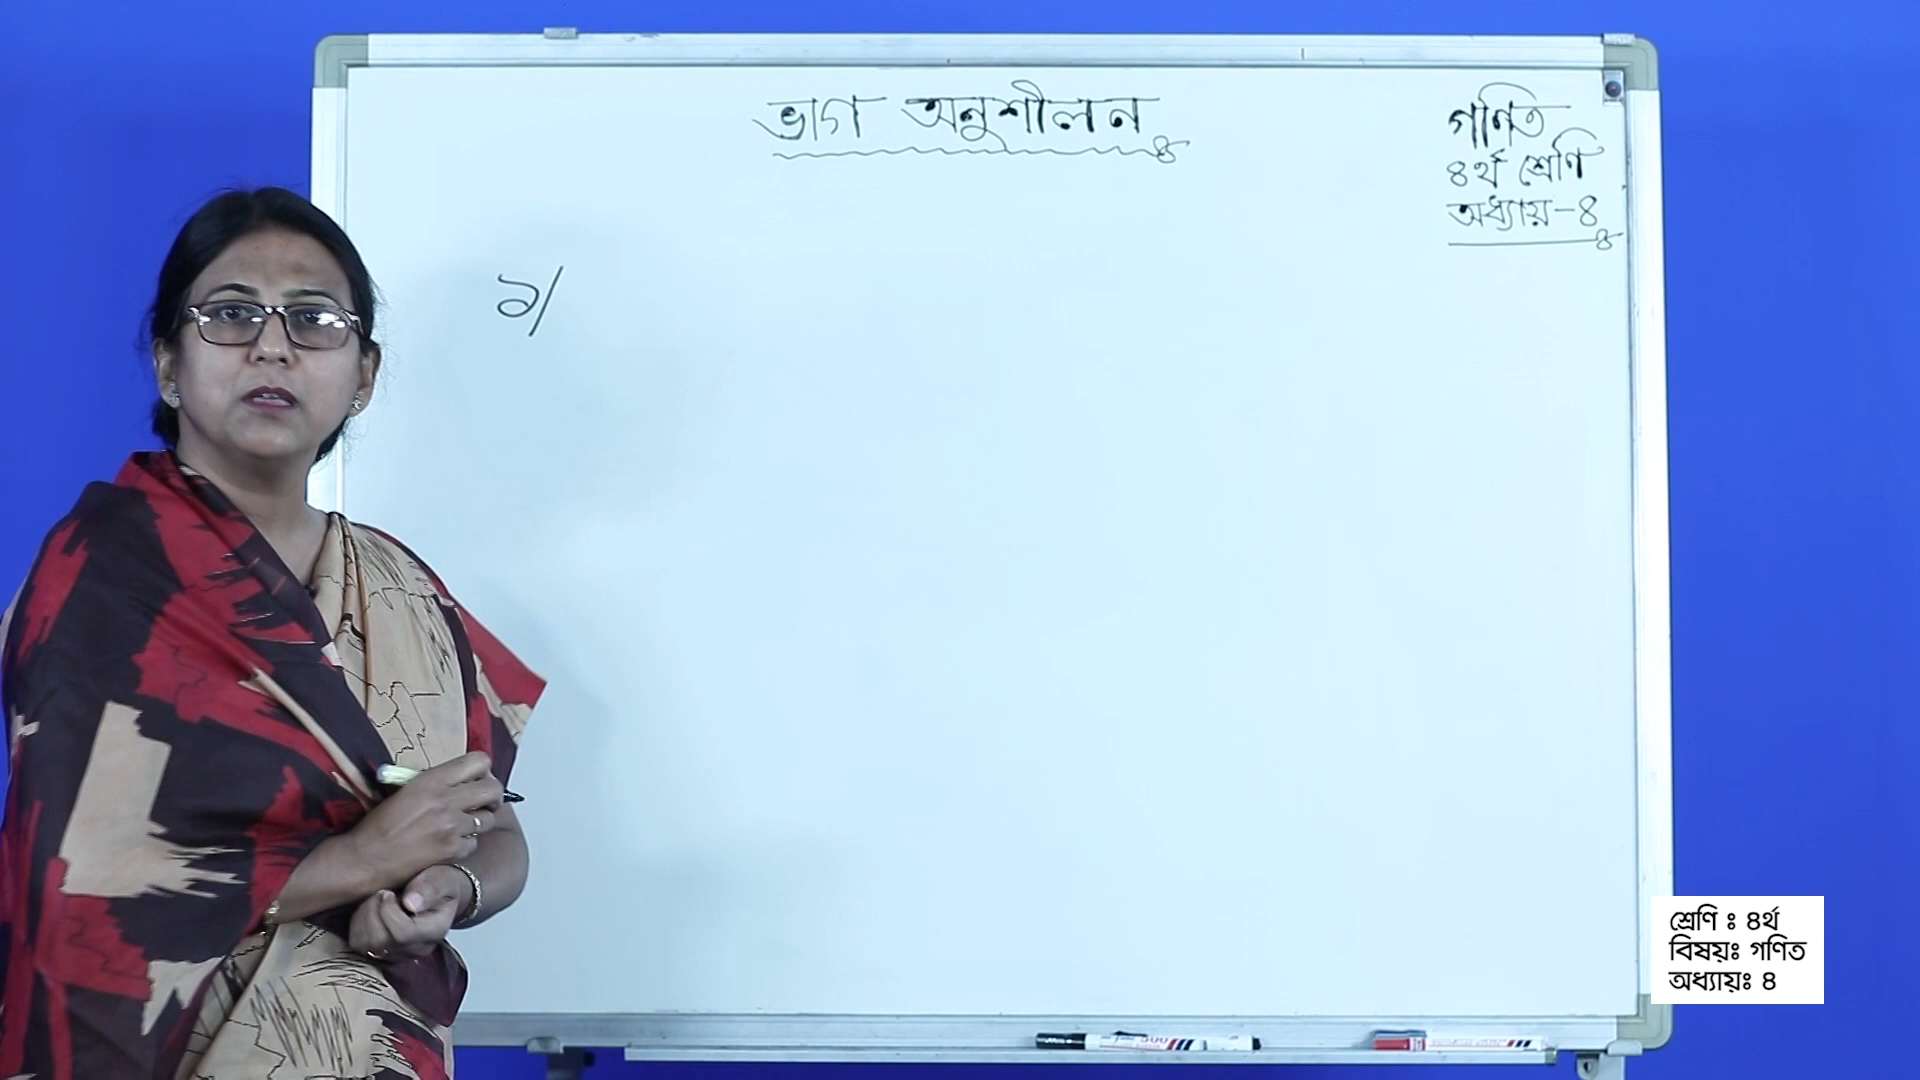 ভাগ অনুশীলন
গণিত
৪র্থ শ্রেণি
অধ্যায়-৪
১/
শ্রেণি ঃ ৪র্থ
বিষয়ঃ গণিত
অধ্যায়ঃ ৪